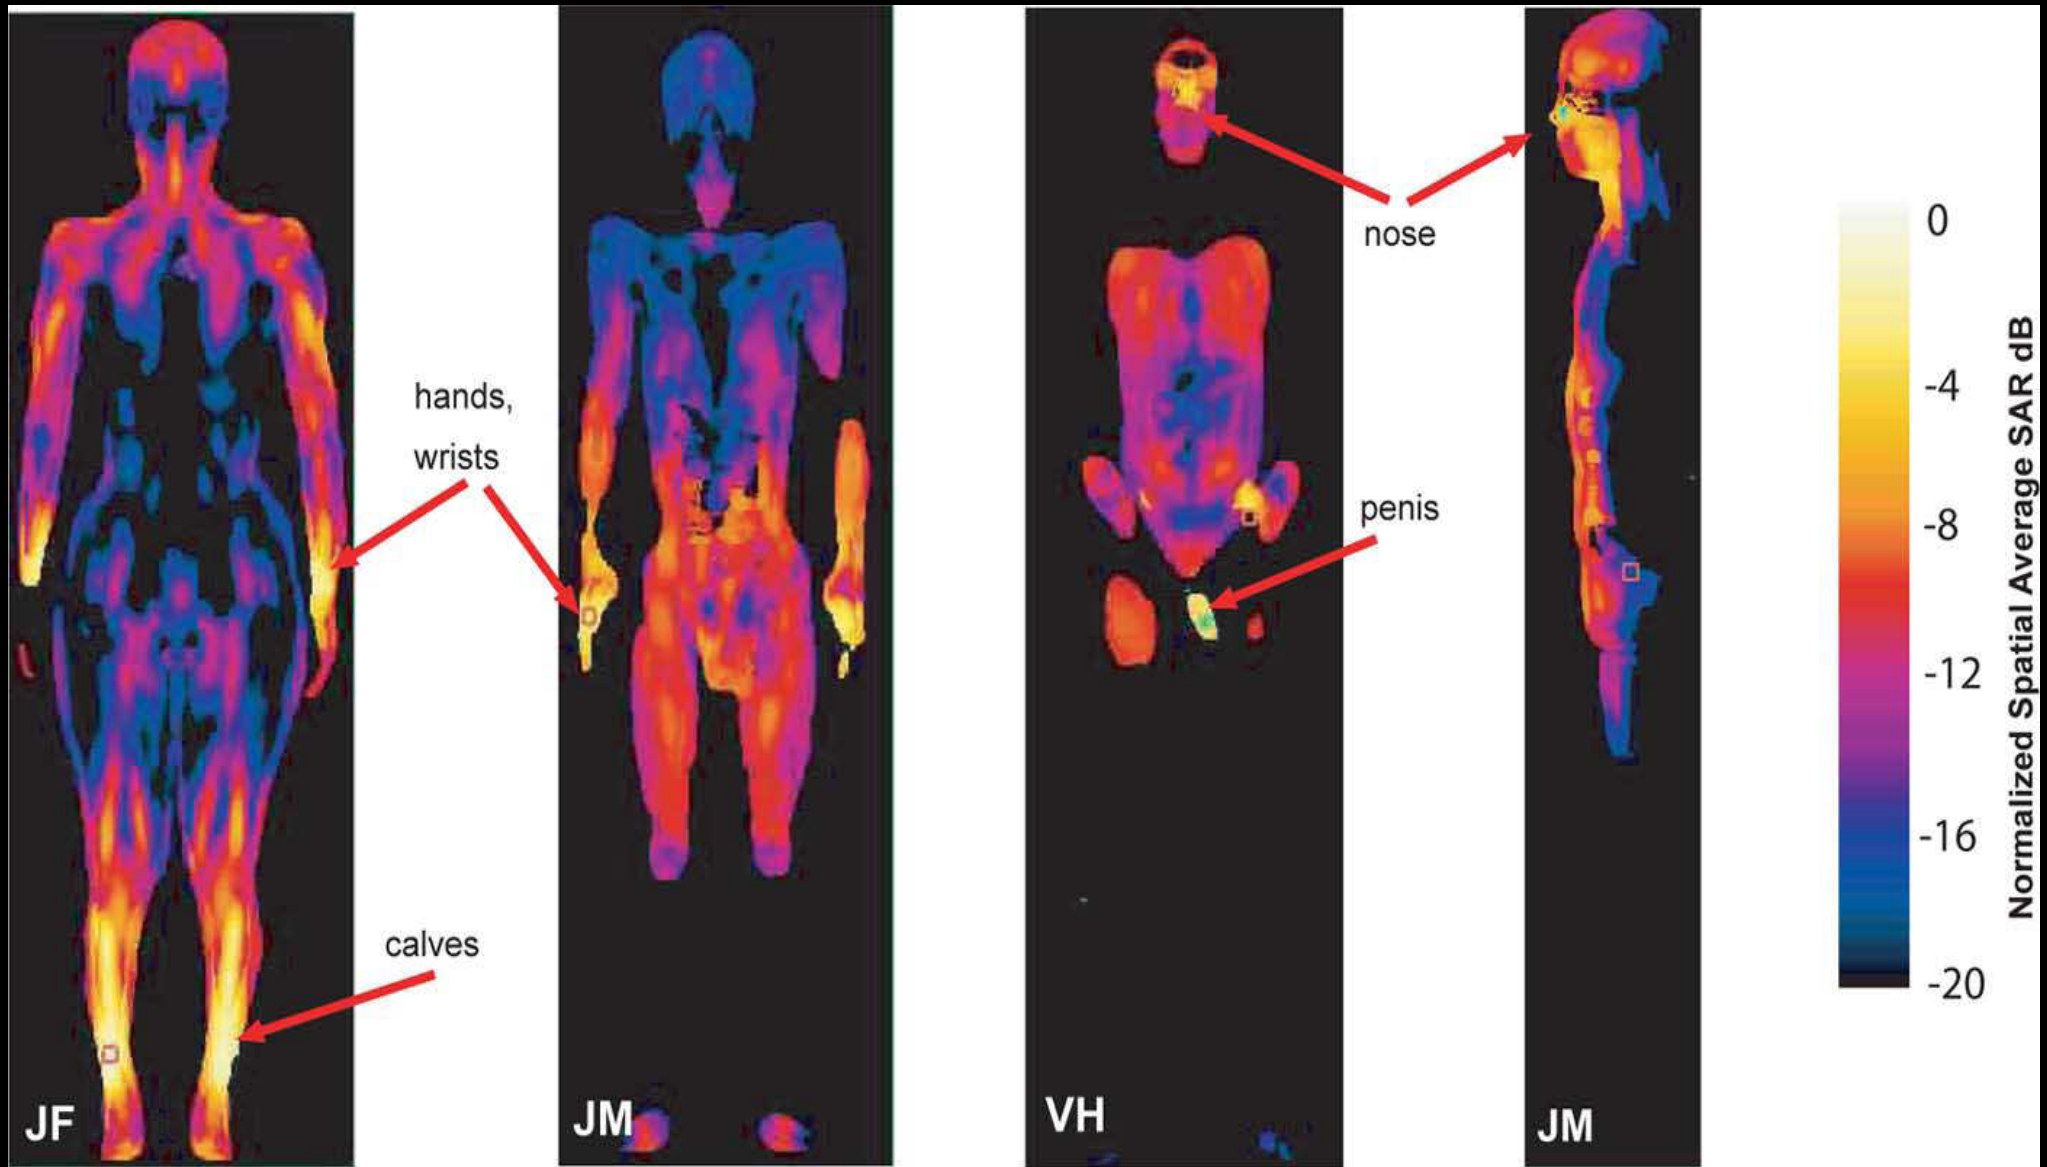 hands,
wrists
calves
nose
penis
JF
JM
VH
JM
0
-4
-8
-12
-16
-20
Normalized Spatial Average SAR dB